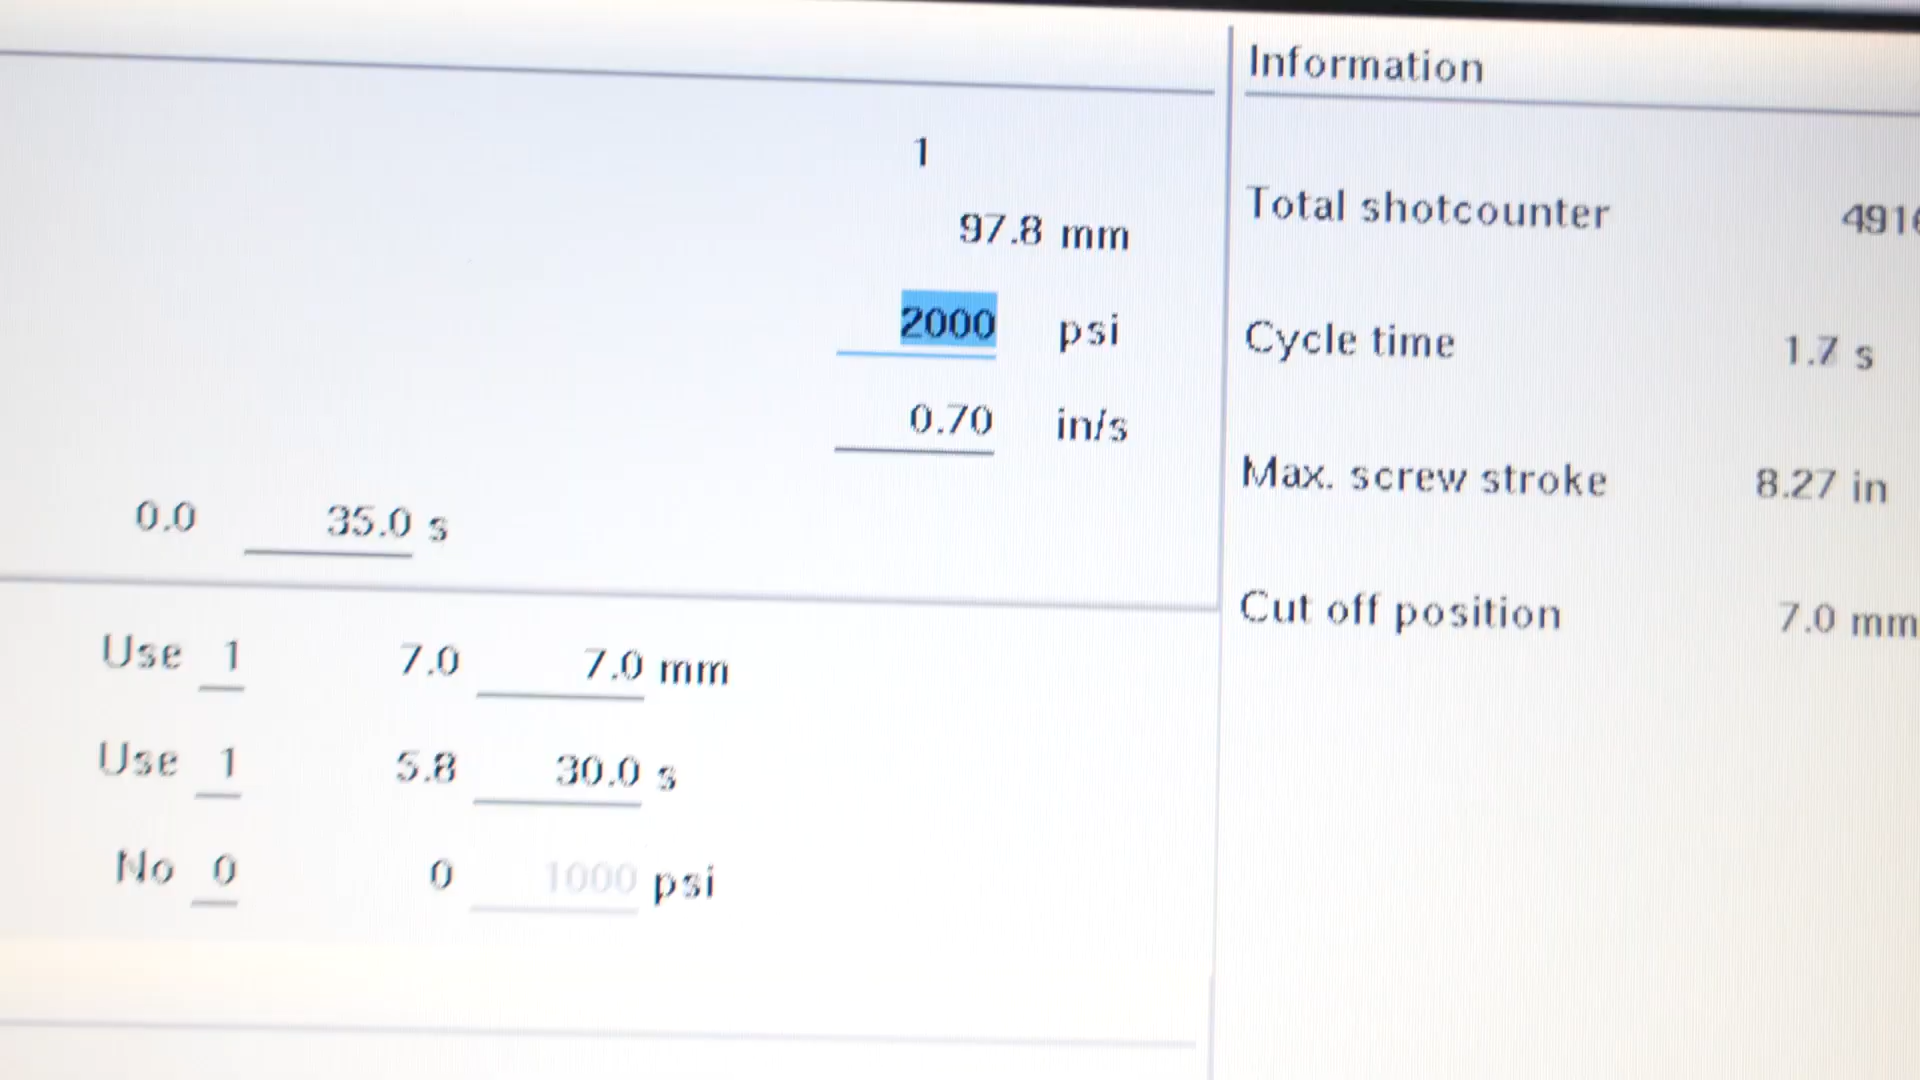 Information
1
97.8 mm
2000 psi
0.70 in/s
0.0 35.0 s
Use 1 7.0 7.0 mm
Use 1 5.8 30.0 s
No 0 0 1000 psi
Total shotcounter
Cycle time 1.7 s
Max. screw stroke 8.27 in
Cut off position 7.0 mm